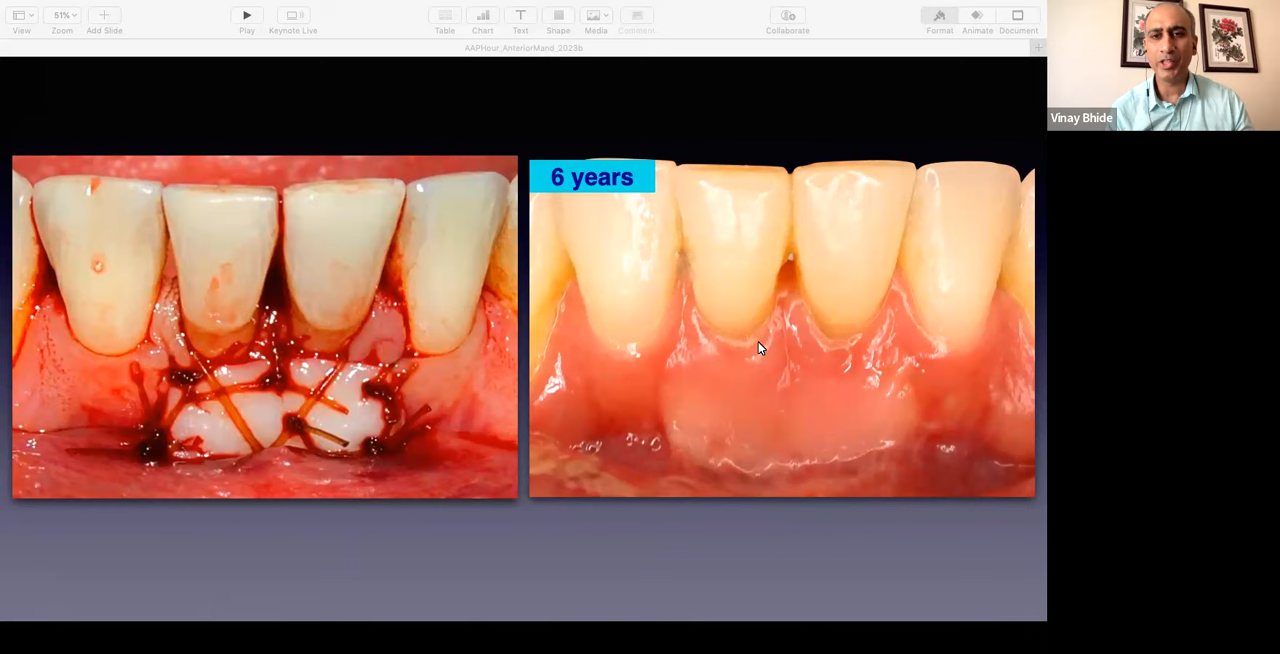 51%
View
Zoom
Add Slide
Play
Keynote Live
Table
Chart
Text
Shape
Media
Comment
Collaborate
Format
Animate
Document
AAPHour_AnteriorMand_2023b
Vinay Bhide
6 years